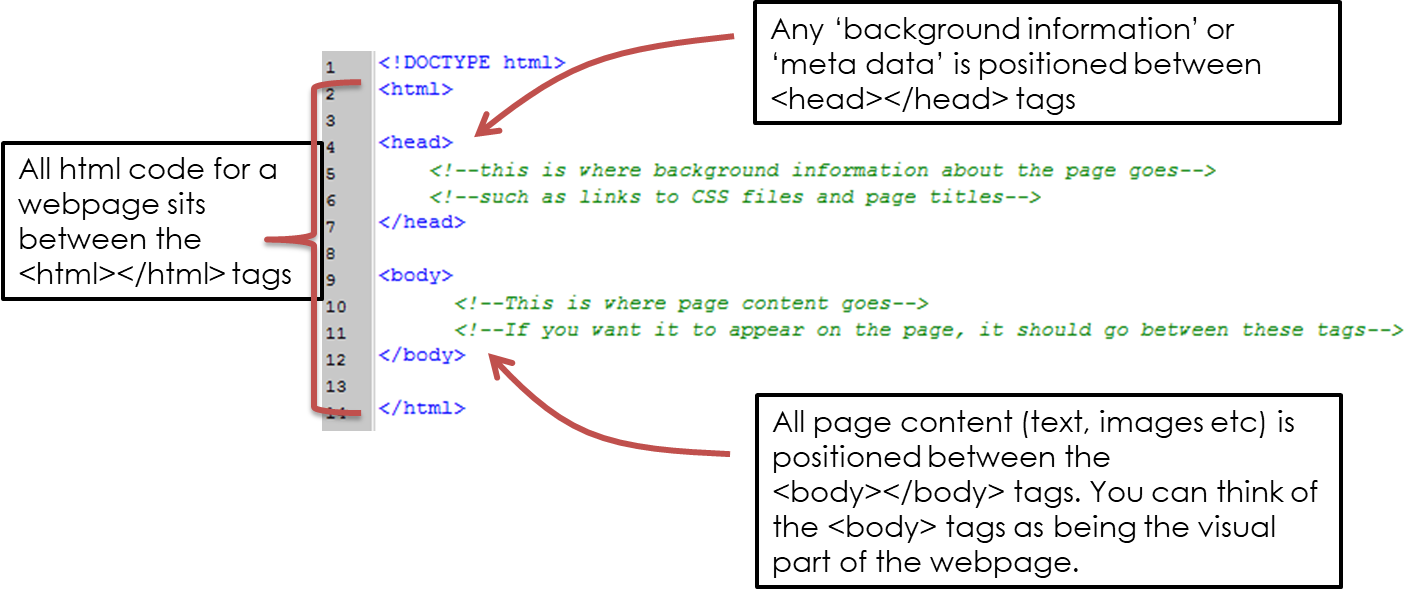 Any ‘background information’ or
‘meta data’ is positioned between
<head></head> tags
All html code for a
webpage sits
between the
<html></html> tags
1 <!DOCTYPE html>
2 <html>
3
4 <head>
5 <!--this is where background information about the page goes-->
6 <!--such as links to CSS files and page titles-->
7 </head>
8
9 <body>
10 <!--This is where page content goes-->
11 <!--If you want it to appear on the page, it should go between these tags-->
12 </body>
13
14 </html>
All page content (text, images etc) is
positioned between the
<body></body> tags. You can think of
the <body> tags as being the visual
part of the webpage.